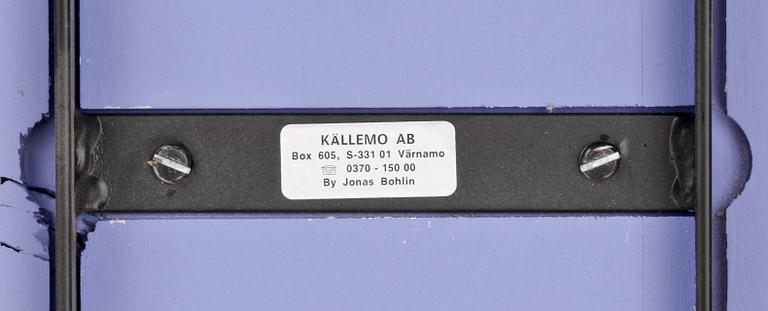 KÄLLEMO AB
Box 605, S-331 01 Värnamo
☏ 0370 - 150 00
By Jonas Bohlin